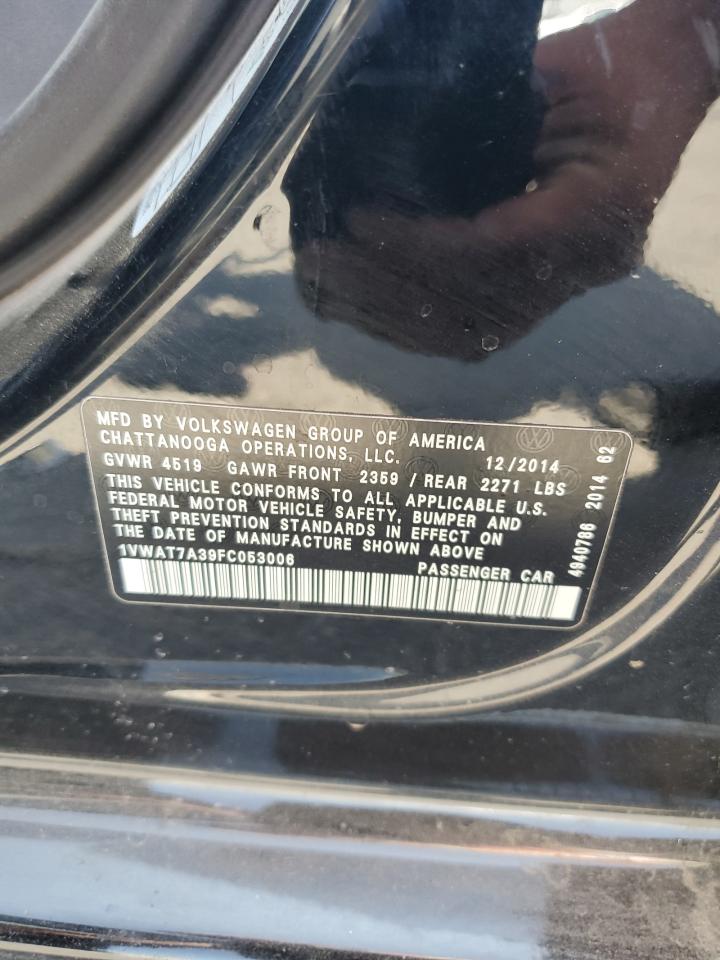 MFD BY VOLKSWAGEN GROUP OF AMERICA
CHATTANOOGA OPERATIONS, LLC. 12/2014
GVWR 4519 GAWR FRONT 2359 / REAR 2271 LBS
THIS VEHICLE CONFORMS TO ALL APPLICABLE U.S.
FEDERAL MOTOR VEHICLE SAFETY, BUMPER AND
THEFT PREVENTION STANDARDS IN EFFECT ON
THE DATE OF MANUFACTURE SHOWN ABOVE
1VWAT7A39FC053006 PASSENGER CAR
4940786 2014 62